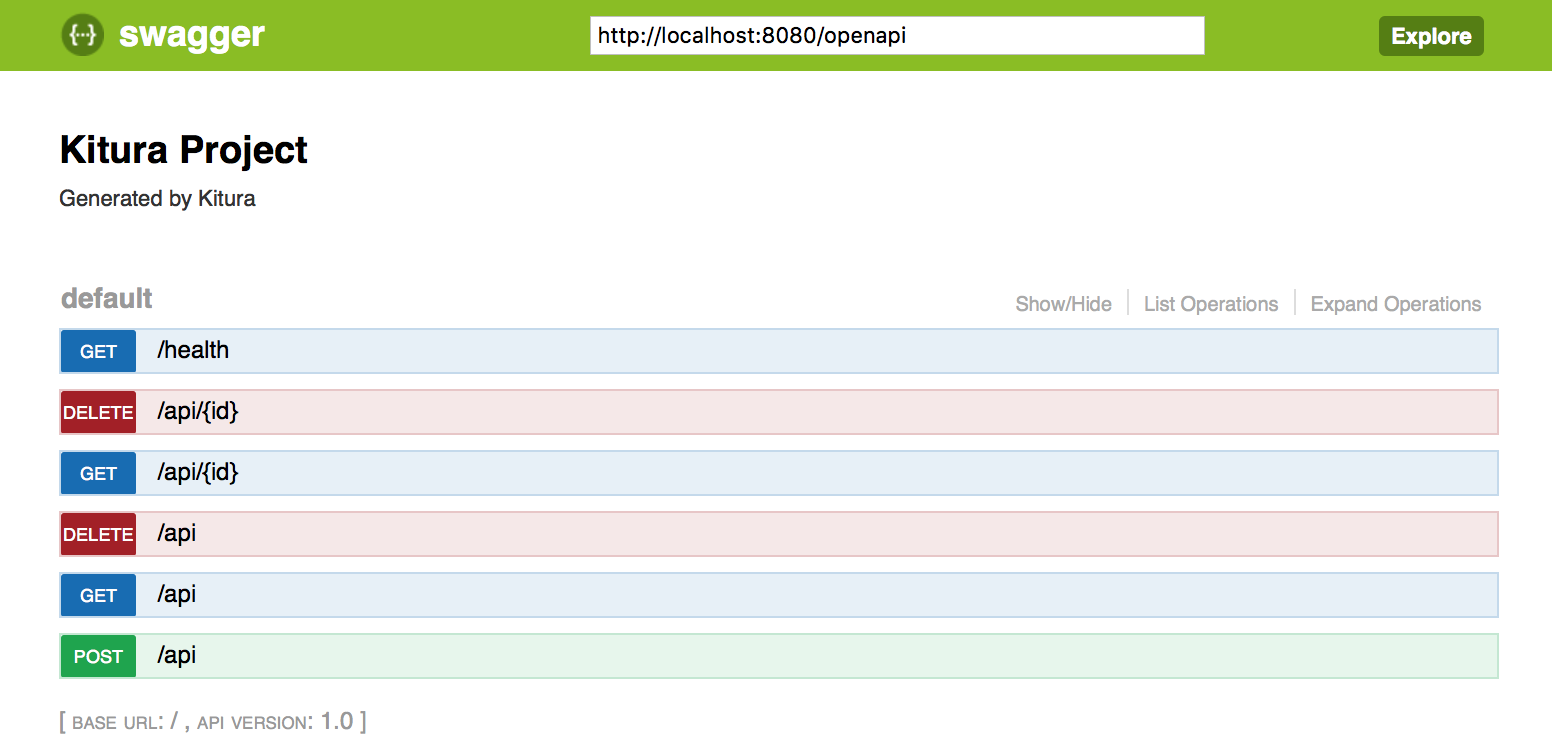 {···} swagger http://localhost:8080/openapi Explore
Kitura Project
Generated by Kitura
default Show/Hide List Operations Expand Operations
GET /health
DELETE /api/{id}
GET /api/{id}
DELETE /api
GET /api
POST /api
[ BASE URL: / , API VERSION: 1.0 ]